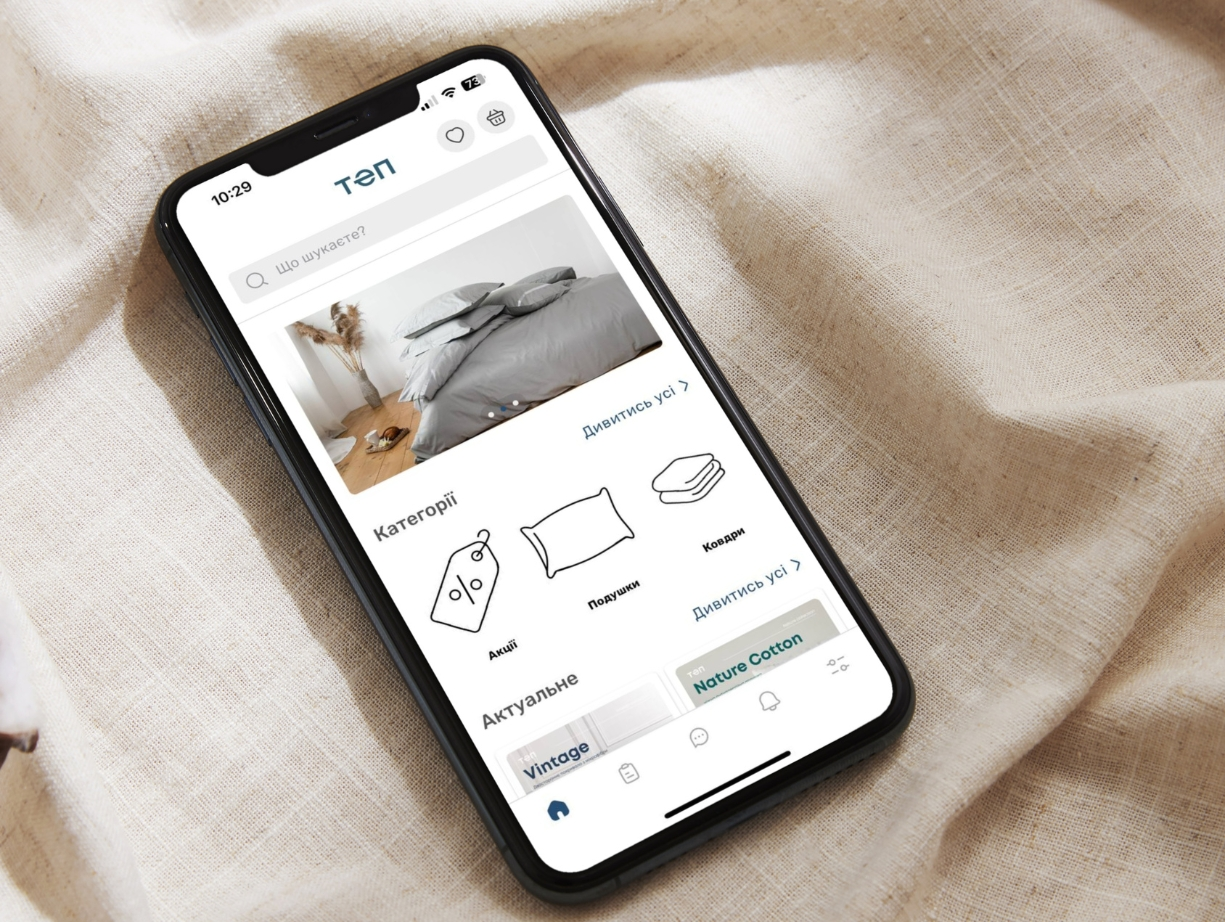 10:29
73
теп
Що шукаєте?
Дивитись усі
Категорії
Акції
Подушки
Ковдри
Дивитись усі
Актуальне
теп
Vintage
теп
Nature Cotton